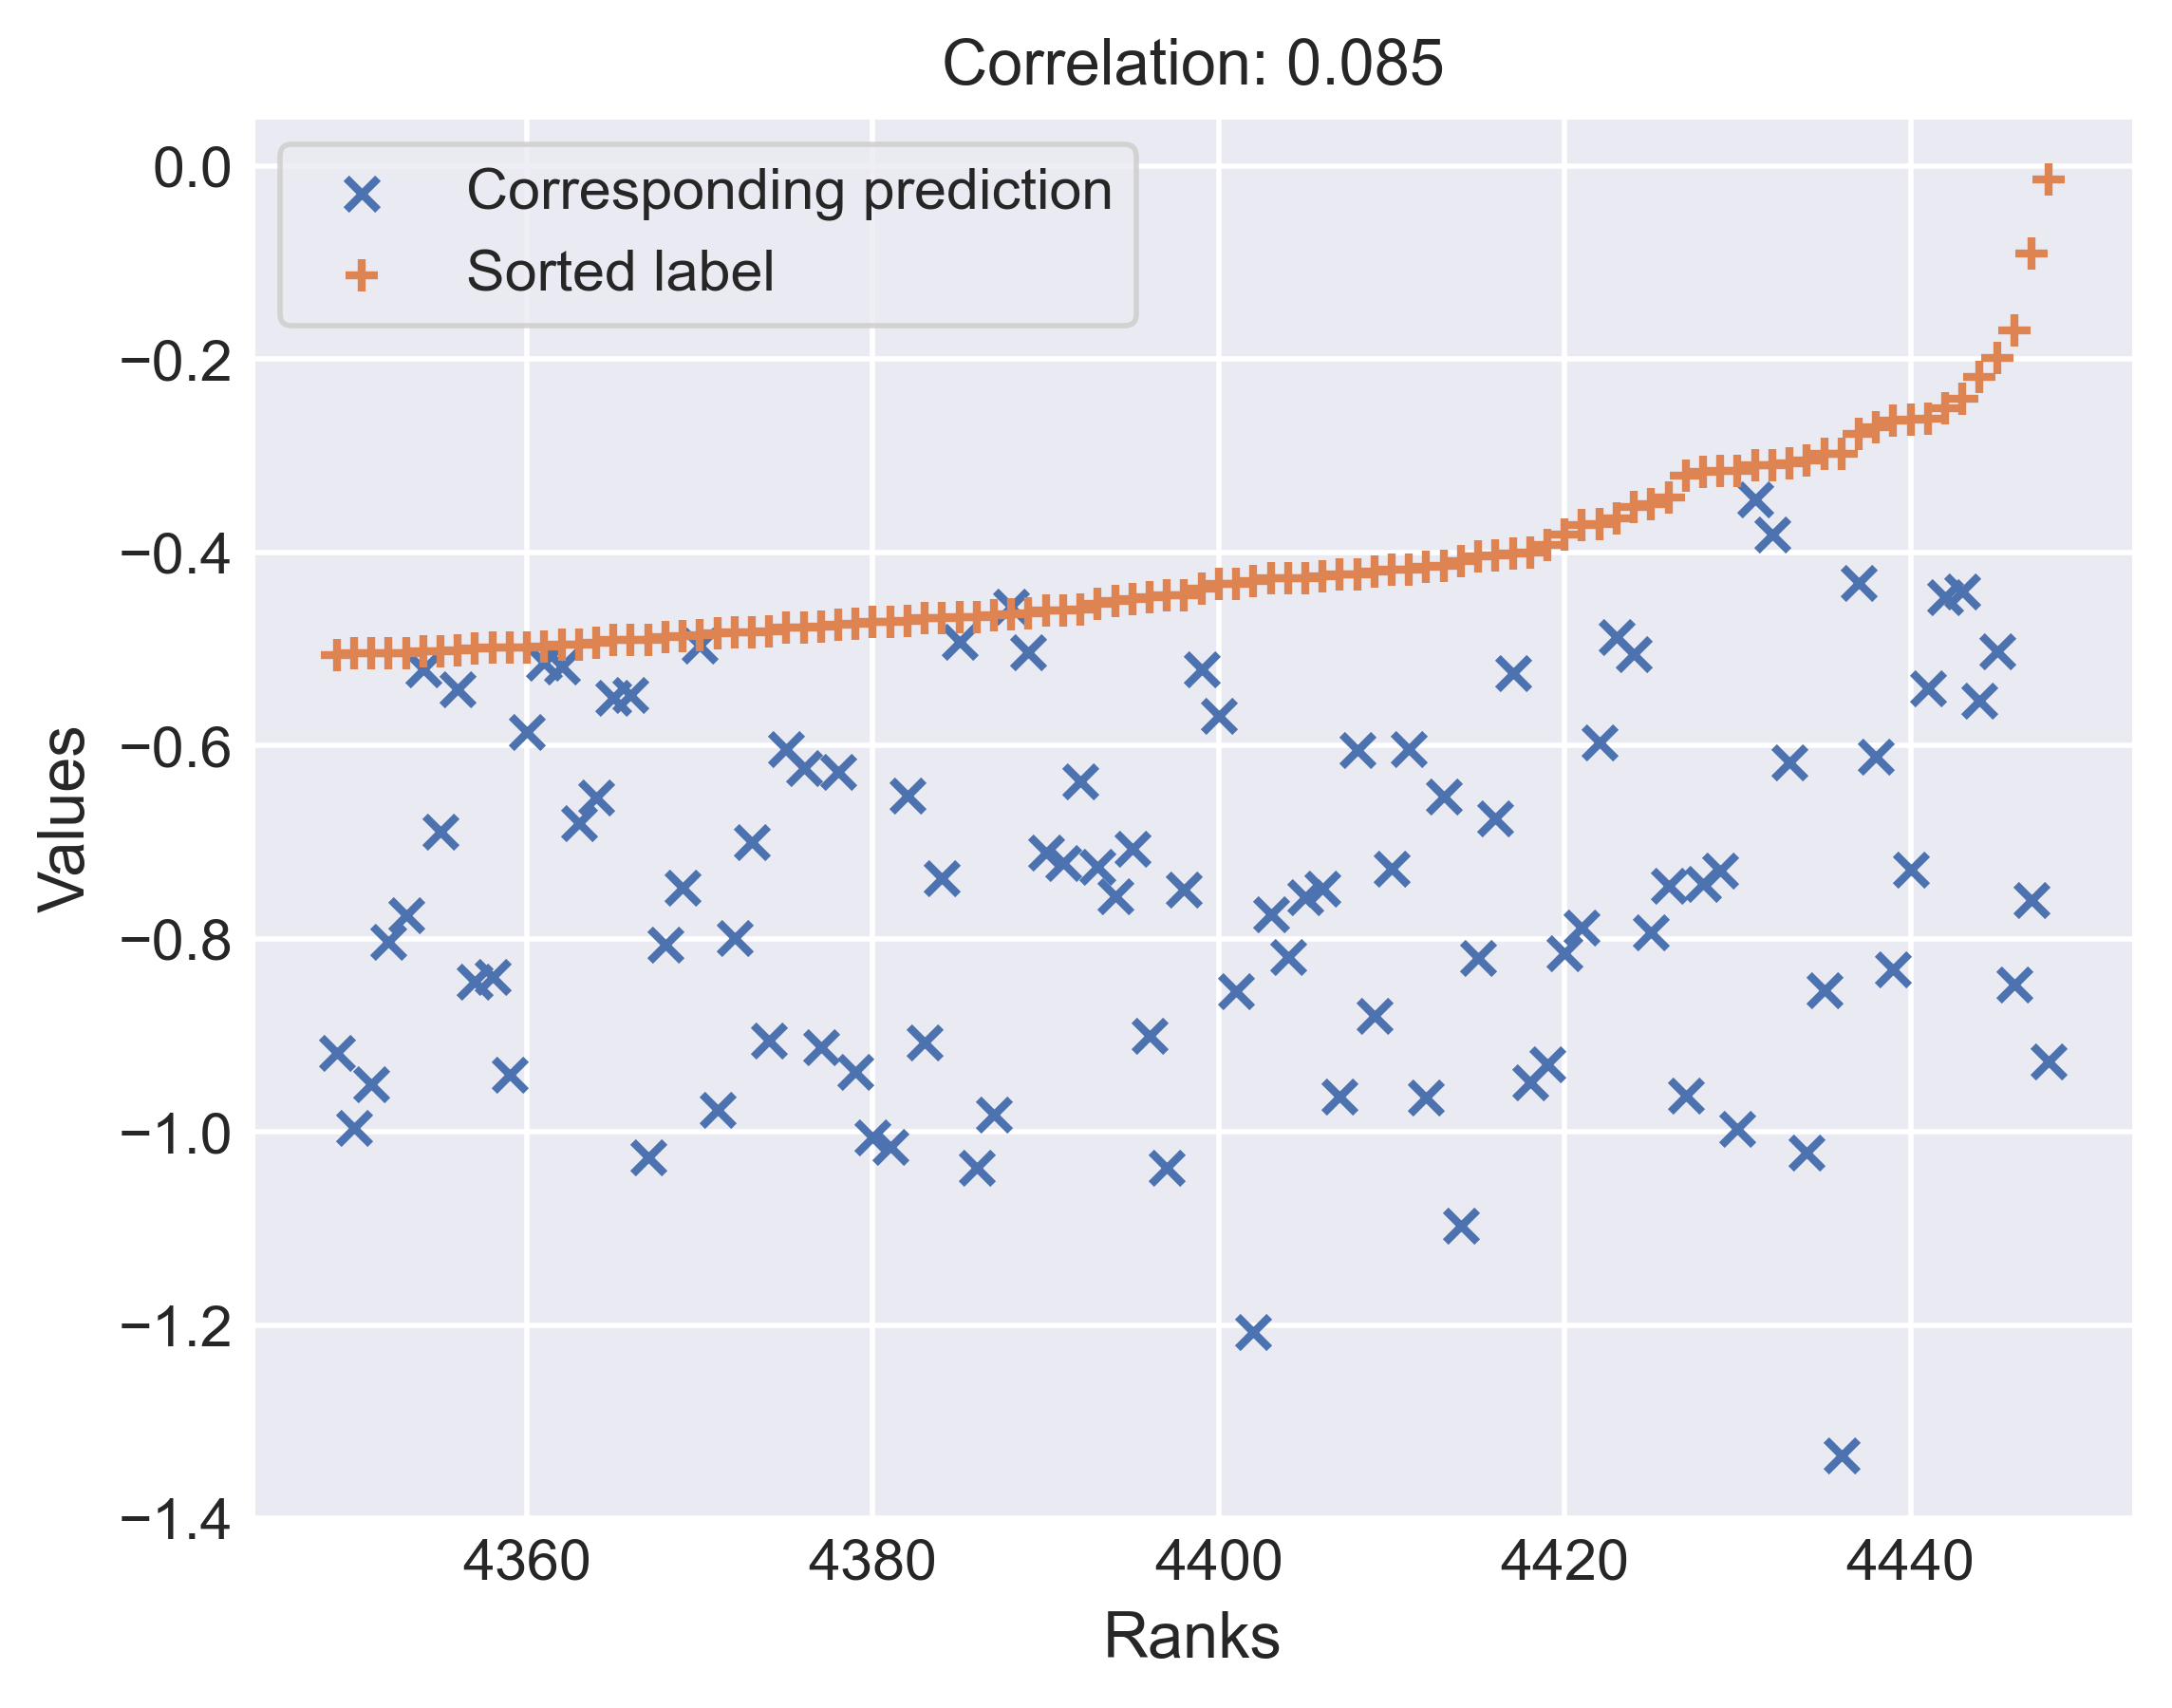 Correlation: 0.085
Corresponding prediction
Sorted label
0.0
−0.2
−0.4
−0.6
−0.8
−1.0
−1.2
−1.4
Values
4360 4380 4400 4420 4440
Ranks